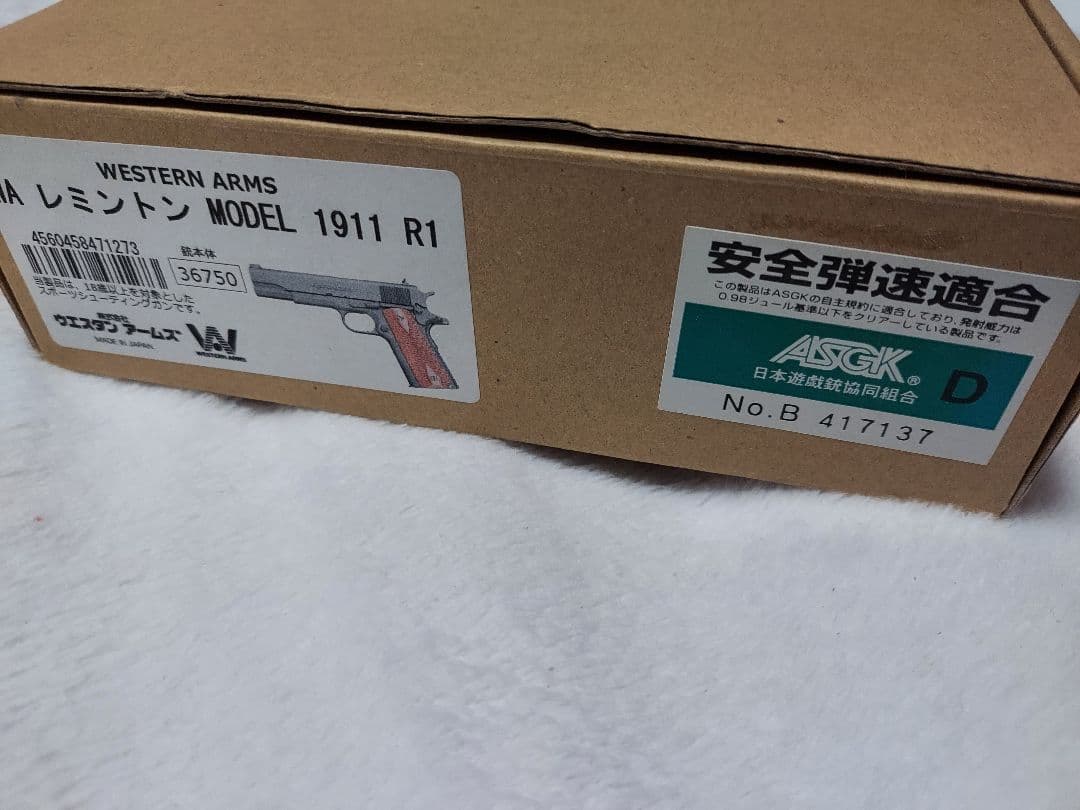 WESTERN ARMS
レミントン MODEL 1911 R1
4560458471273
銃本体
36750
当製品は、18歳以上を対象とした
スポーツシューティングガンです。
株式会社
ウエスタン アームズ
MADE IN JAPAN
WESTERN ARMS
安全弾速適合
この製品はASGKの自主規約に適合しており、発射威力は
0.98ジュール基準以下をクリアーしている製品です。
ASGK®
日本遊戯銃協同組合
D
No.B 417137